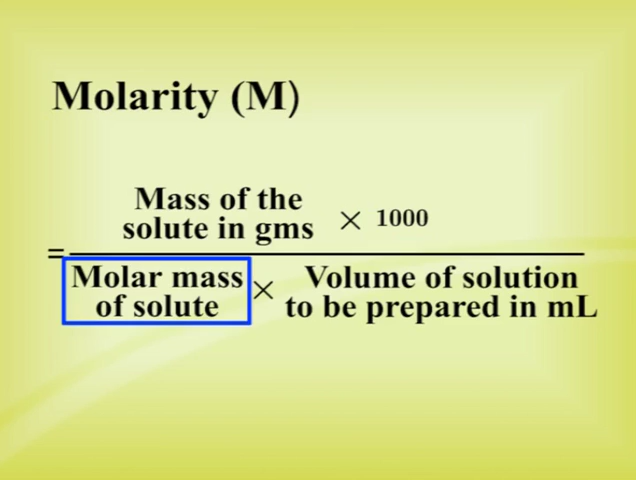 Molarity (M)
Mass of the
solute in gms × 1000
=
Molar mass × Volume of solution
of solute to be prepared in mL